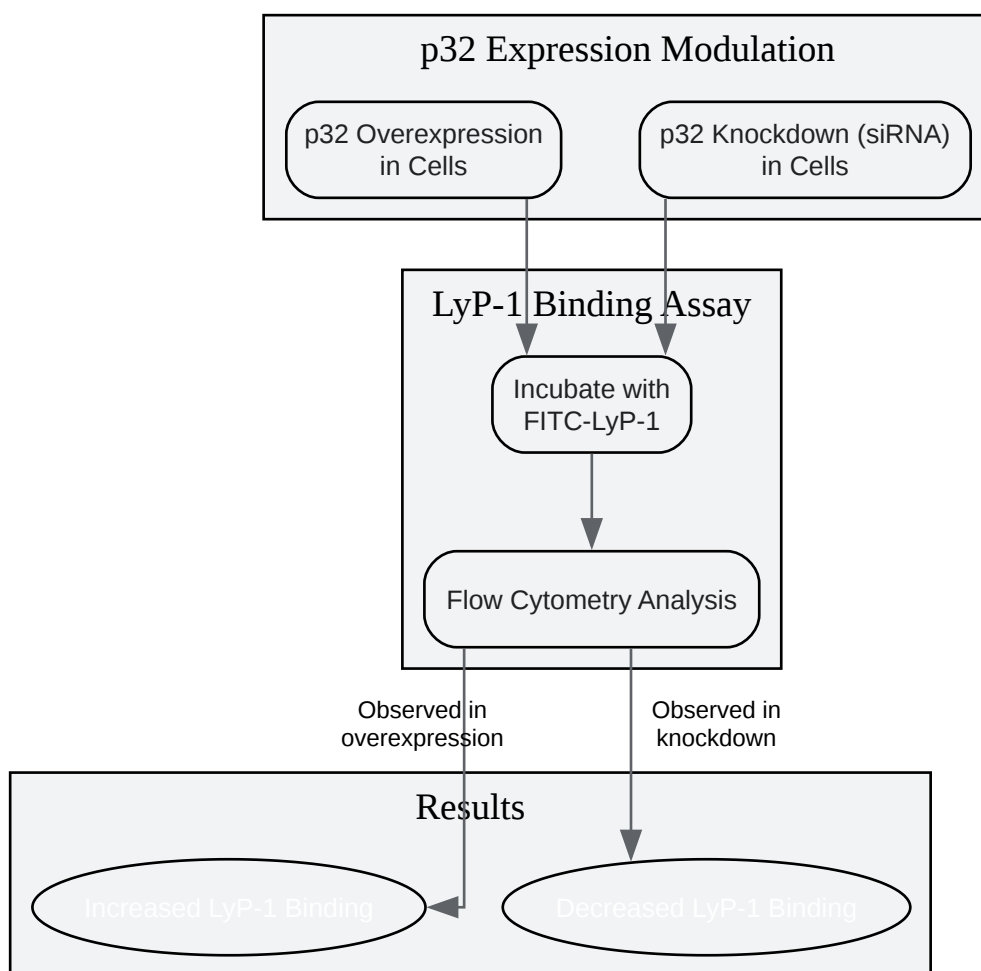 p32 Expression Modulation
p32 Overexpression
in Cells
p32 Knockdown (siRNA)
in Cells
LyP-1 Binding Assay
Incubate with
FITC-LyP-1
Flow Cytometry Analysis
Observed in
overexpression
Observed in
knockdown
Results
Increased LyP-1 Binding
Decreased LyP-1 Binding